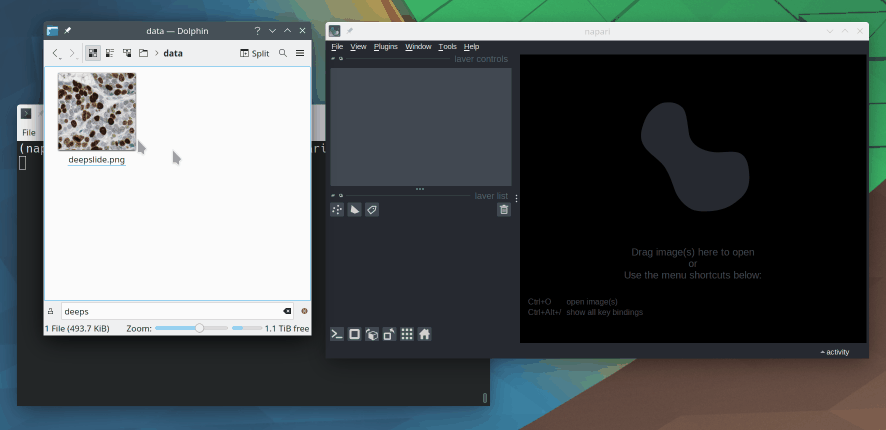 data — Dolphin
?
data
Split
deepslide.png
deeps
1 File (493.7 KiB)
Zoom:
1.1 TiB free
File
(nap
ari
napari
File View Plugins Window Tools Help
layer controls
layer list
Drag image(s) here to open
or
Use the menu shortcuts below:
Ctrl+O open image(s)
Ctrl+Alt+/ show all key bindings
activity